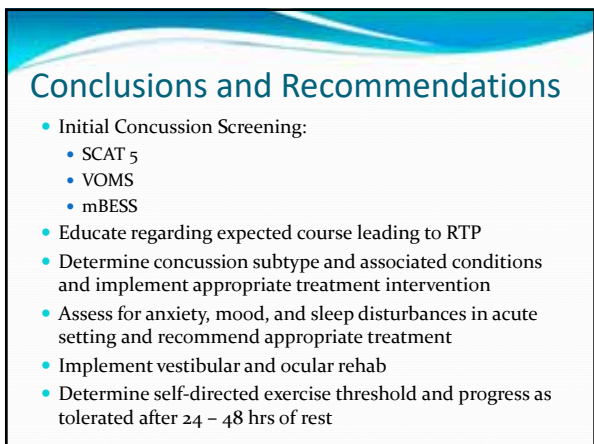 Conclusions and Recommendations
• Initial Concussion Screening:
• SCAT 5
• VOMS
• mBESS
• Educate regarding expected course leading to RTP
• Determine concussion subtype and associated conditions
and implement appropriate treatment intervention
• Assess for anxiety, mood, and sleep disturbances in acute
setting and recommend appropriate treatment
• Implement vestibular and ocular rehab
• Determine self-directed exercise threshold and progress as
tolerated after 24 – 48 hrs of rest